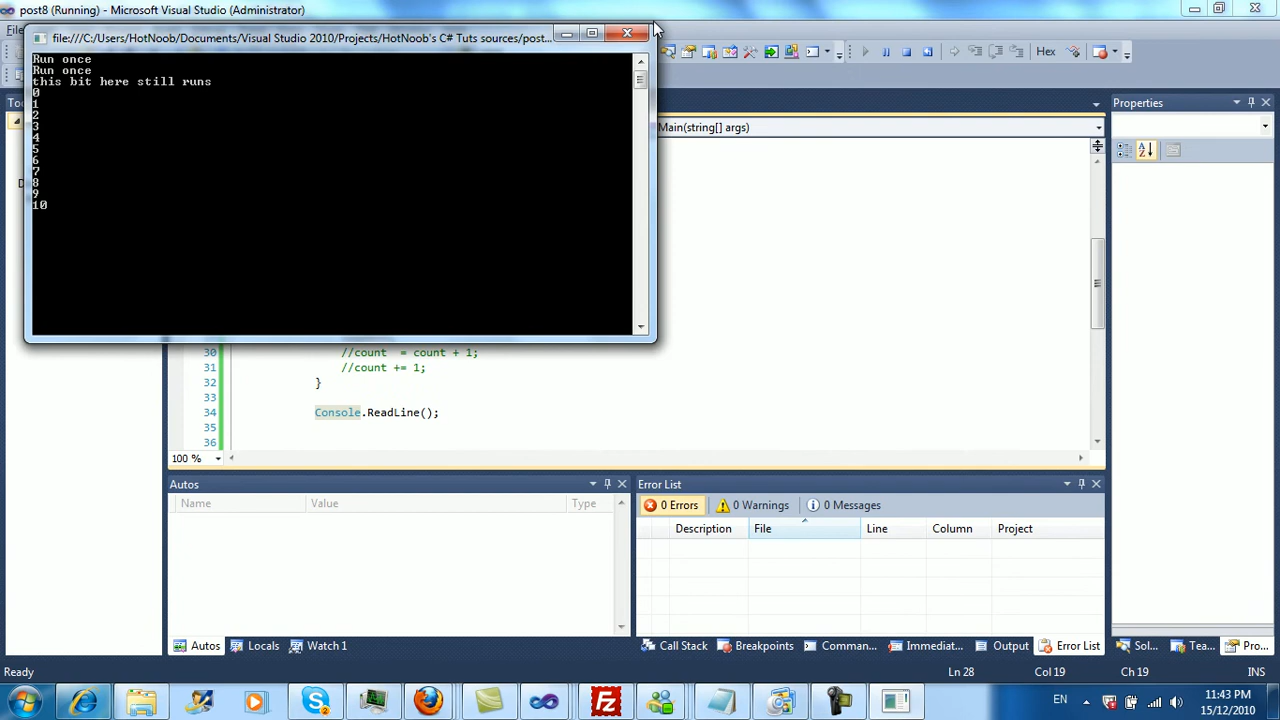 post8 (Running) - Microsoft Visual Studio (Administrator)
file:///C:/Users/HotNoob/Documents/Visual Studio 2010/Projects/HotNoob's C# Tuts sources/post...
Run once
Run once
this bit here still runs
0
1
2
3
4
5
6
7
8
9
10
Hex
Main(string[] args)
Properties
30 //count  = count + 1;
31 //count += 1;
32 }
33
34 Console.ReadLine();
35
36
100 %
Autos
Name Value Type
Error List
0 Errors 0 Warnings 0 Messages
Description File Line Column Project
Autos Locals Watch 1
Call Stack Breakpoints Comman... Immediat... Output Error List
Sol... Tea... Pro...
Ready Ln 28 Col 19 Ch 19 INS
EN
11:43 PM
15/12/2010